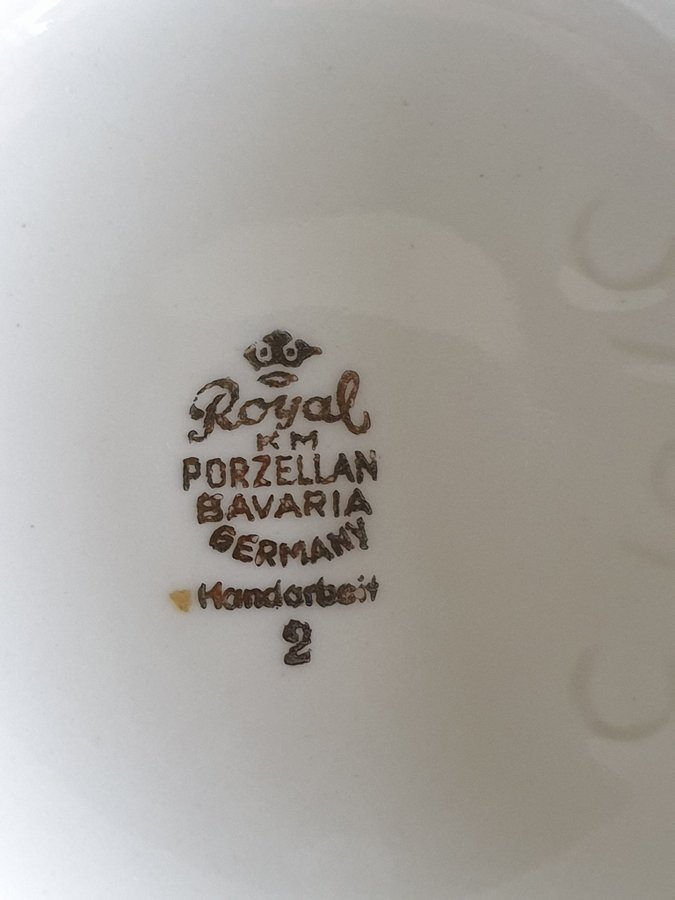 Royal
KM
PORZELLAN
BAVARIA
GERMANY
Handarbeit
2